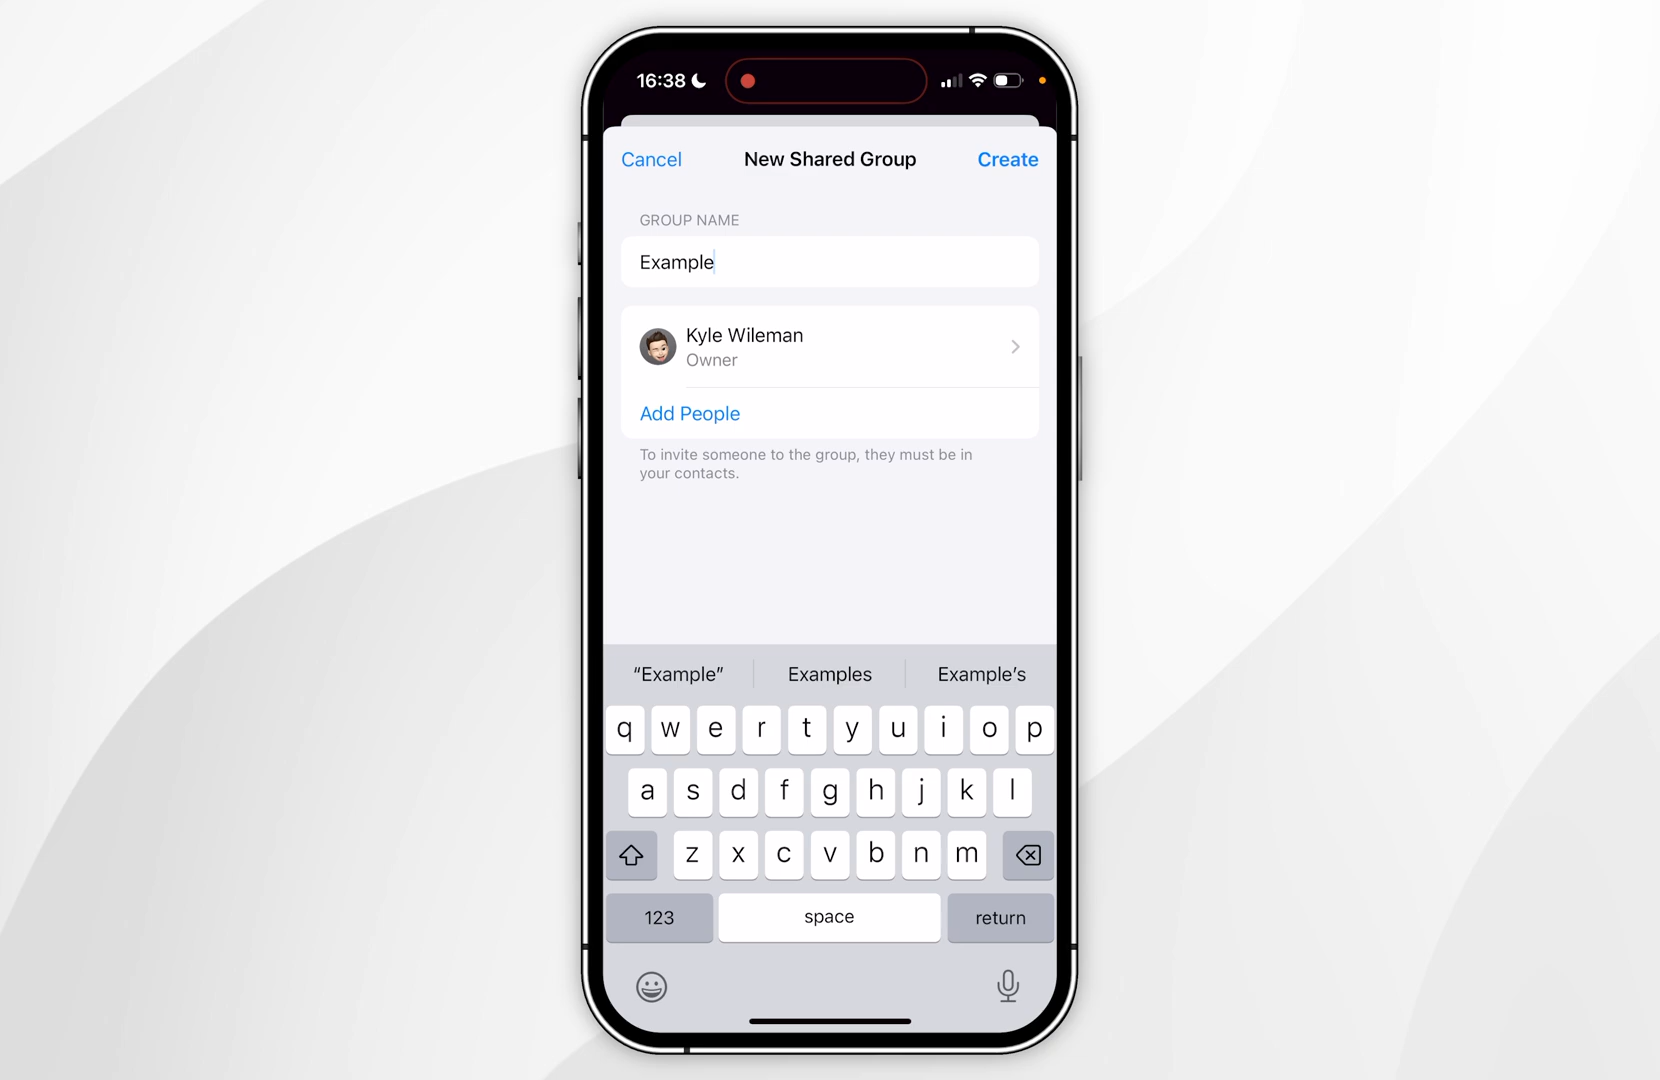 16:38
Cancel New Shared Group Create
GROUP NAME
Example
Kyle Wileman
Owner
Add People
To invite someone to the group, they must be in
your contacts.
“Example” Examples Example’s
q w e r t y u i o p
a s d f g h j k l
z x c v b n m
123 space return